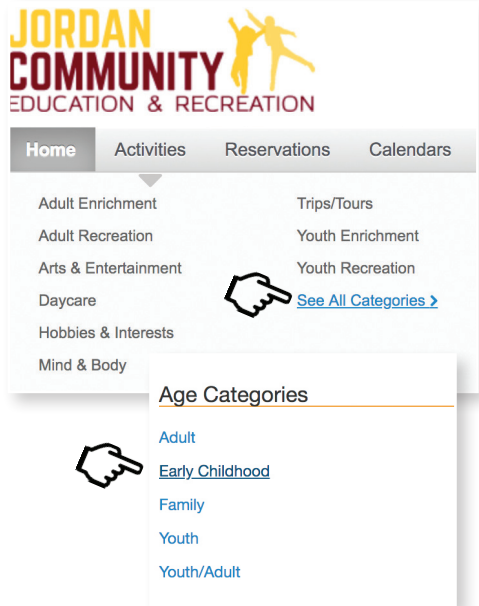 JORDAN
COMMUNITY
EDUCATION & RECREATION
Home Activities Reservations Calendars
Adult Enrichment
Adult Recreation
Arts & Entertainment
Daycare
Hobbies & Interests
Mind & Body
Trips/Tours
Youth Enrichment
Youth Recreation
See All Categories >
Age Categories
Adult
Early Childhood
Family
Youth
Youth/Adult